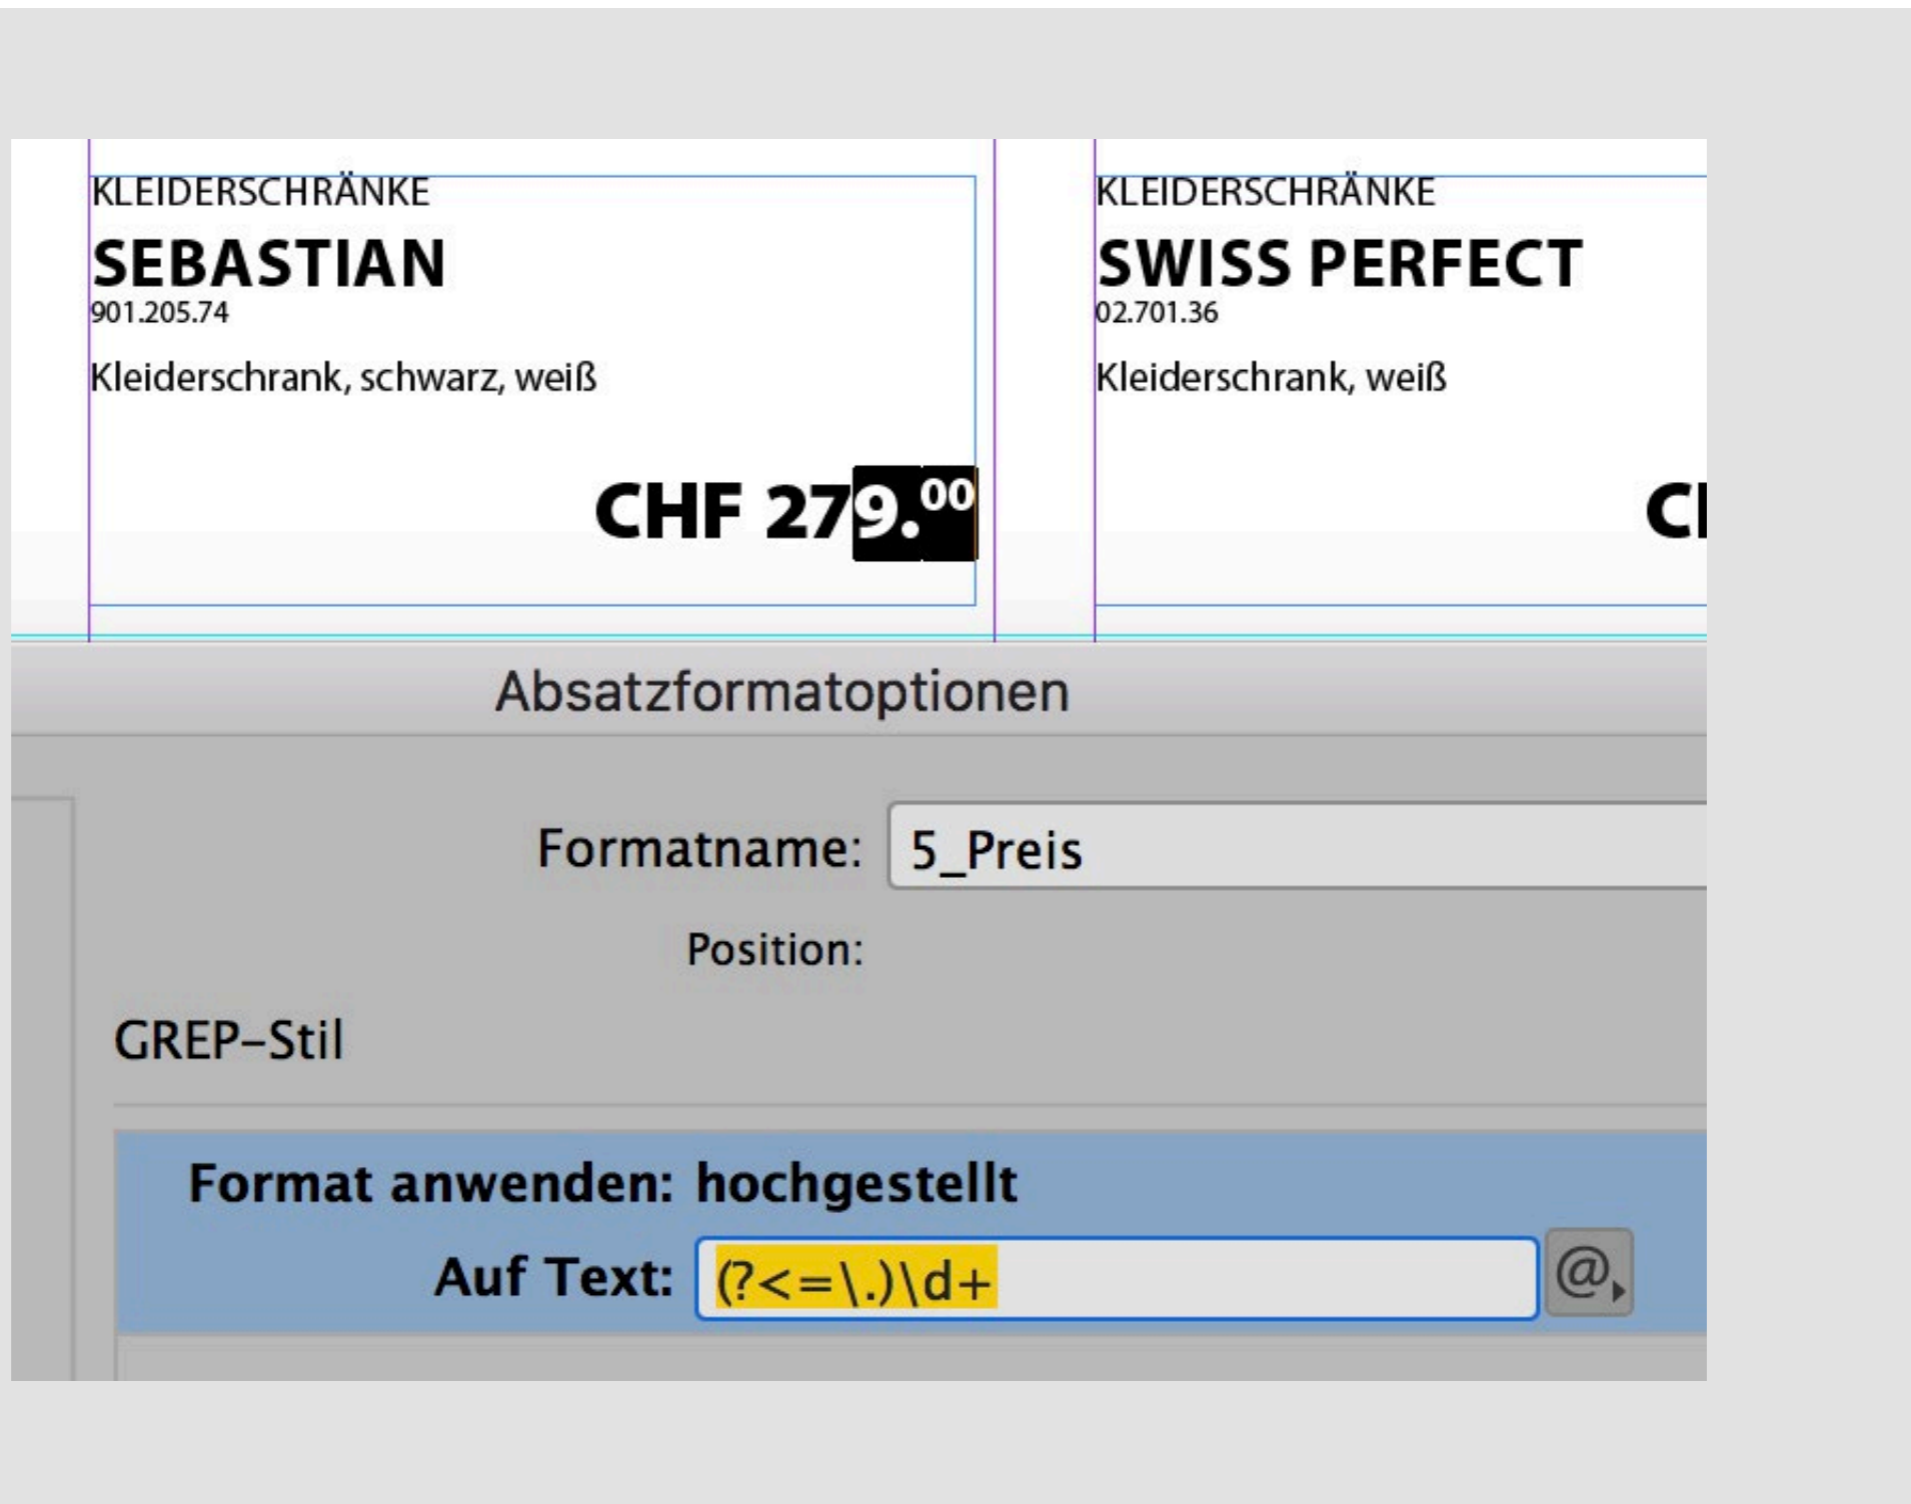 KLEIDERSCHRÄNKE
SEBASTIAN
901.205.74
Kleiderschrank, schwarz, weiß
CHF 279.00
KLEIDERSCHRÄNKE
SWISS PERFECT
02.701.36
Kleiderschrank, weiß
Absatzformatoptionen
Formatname: 5_Preis
Position:
GREP-Stil
Format anwenden: hochgestellt
Auf Text: (?<=\.)\d+ @